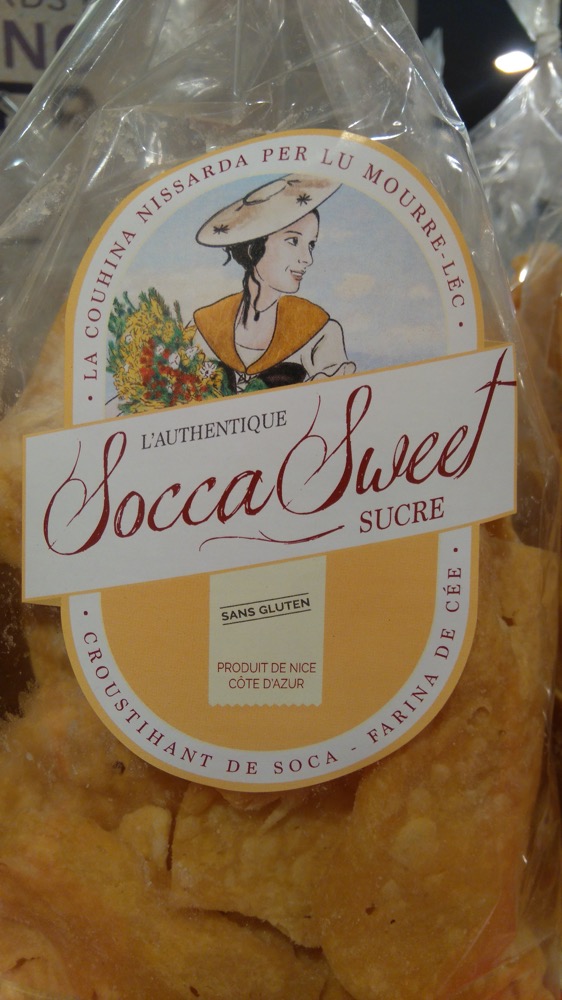 • LA COUHINA NISSARDA PER LU MOURRE-LÉC •
L'AUTHENTIQUE
Socca Sweet
SUCRE
SANS GLUTEN
PRODUIT DE NICE
CÔTE D'AZUR
• CROUSTIHANT DE SOCA - FARINA DE CÉE •